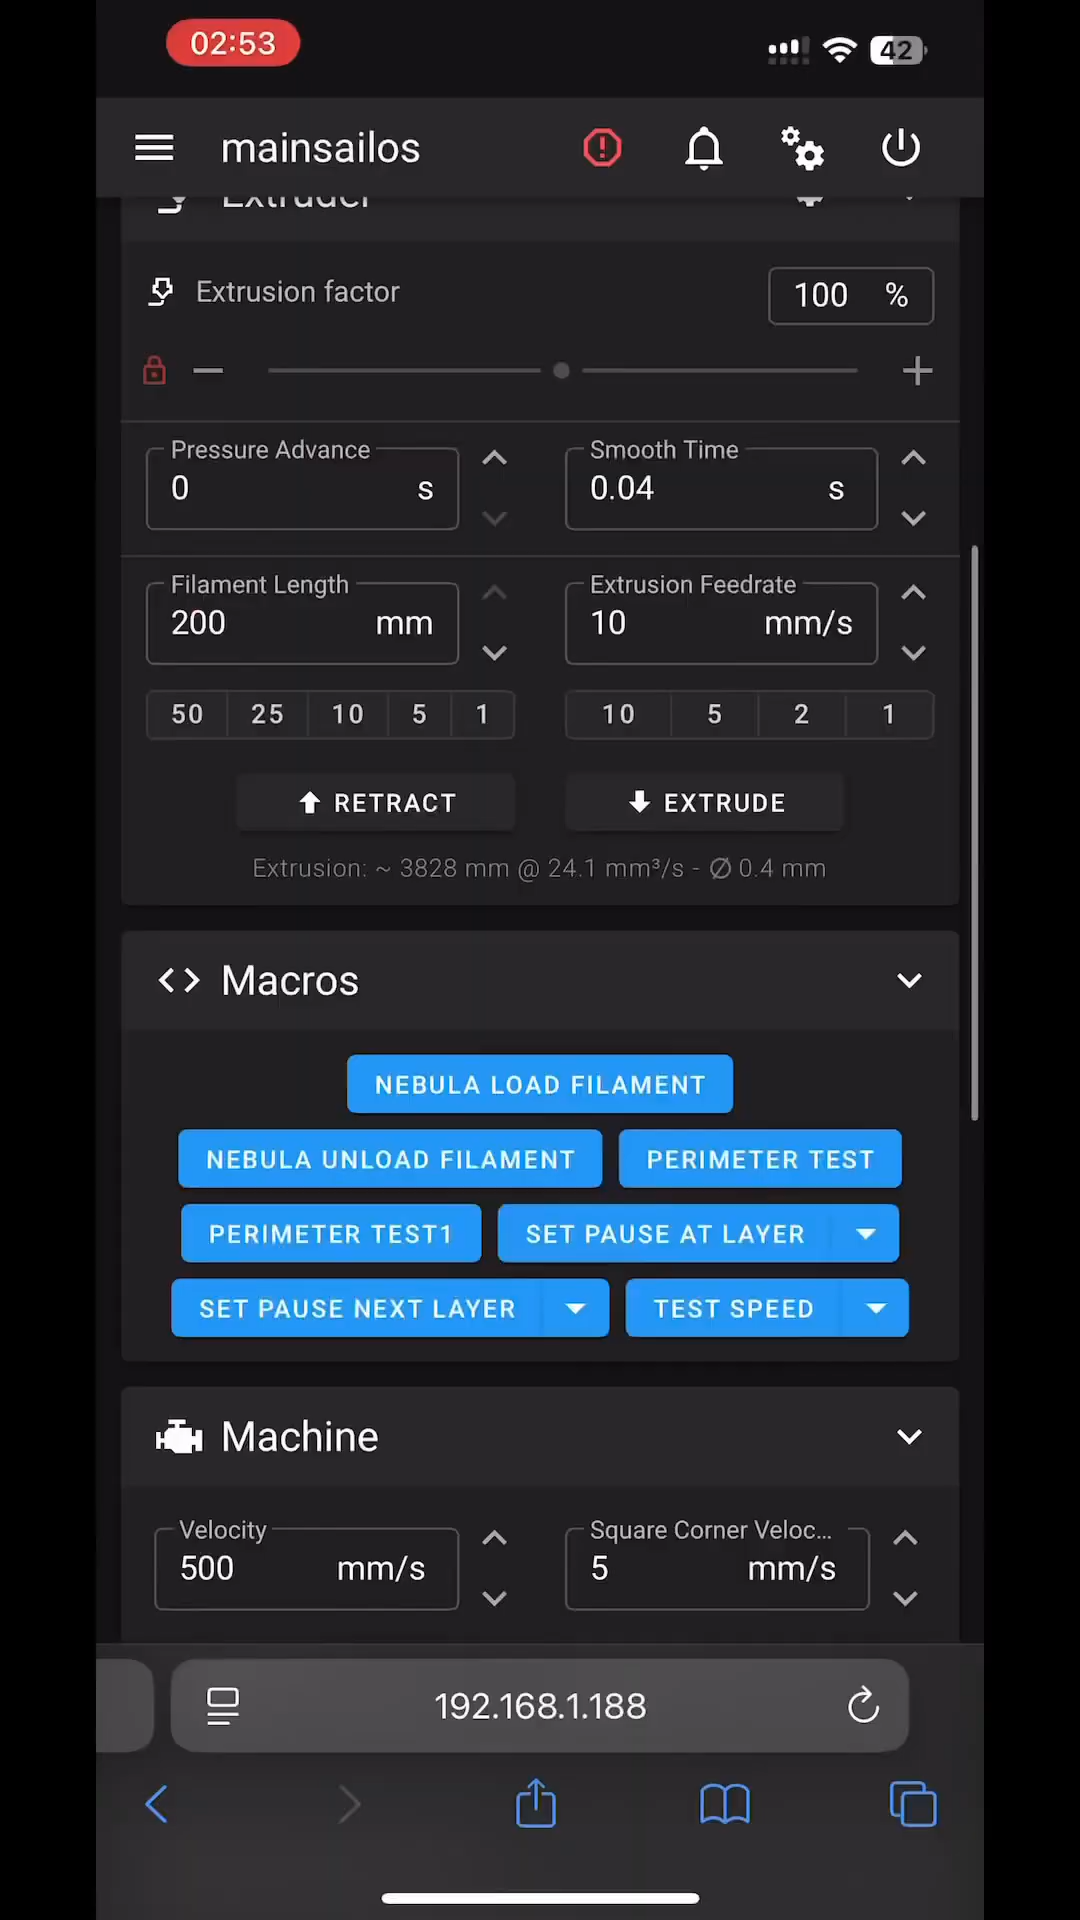 02:53
42
mainsailos
Extruder
Extrusion factor
100 %
Pressure Advance
0 s
Smooth Time
0.04 s
Filament Length
200 mm
Extrusion Feedrate
10 mm/s
50 25 10 5 1
10 5 2 1
RETRACT
EXTRUDE
Extrusion: ~ 3828 mm @ 24.1 mm³/s - Ø 0.4 mm
Macros
NEBULA LOAD FILAMENT
NEBULA UNLOAD FILAMENT
PERIMETER TEST
PERIMETER TEST1
SET PAUSE AT LAYER
SET PAUSE NEXT LAYER
TEST SPEED
Machine
Velocity
500 mm/s
Square Corner Veloc...
5 mm/s
192.168.1.188